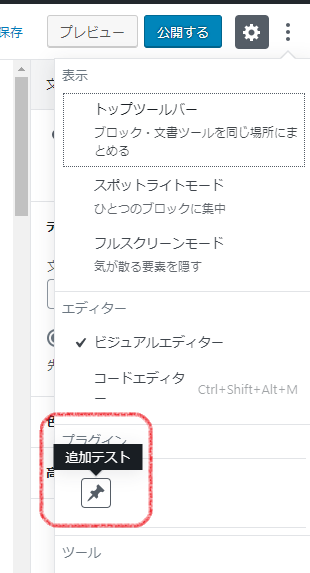 保存
プレビュー
公開する
表示
トップツールバー
ブロック・文書ツールを同じ場所にま
とめる
スポットライトモード
ひとつのブロックに集中
フルスクリーンモード
気が散る要素を隠す
エディター
ビジュアルエディター
コードエディタ
ー
Ctrl+Shift+Alt+M
プラグイン
追加テスト
ツール